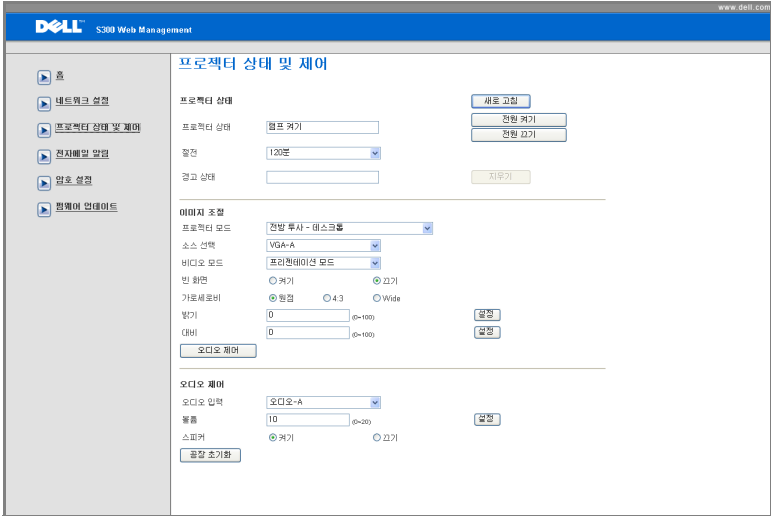 www.dell.com
DELL™ S300 Web Management
홈
네트워크 설정
프로젝터 상태 및 제어
전자메일 알림
암호 설정
펌웨어 업데이트
프로젝터 상태 및 제어
프로젝터 상태 새로 고침
프로젝터 상태 램프 켜기 전원 켜기
전원 끄기
절전 120분
경고 상태 지우기
이미지 조절
프로젝터 모드 전방 투사 - 데스크톱
소스 선택 VGA-A
비디오 모드 프리젠테이션 모드
빈 화면 켜기 끄기
가로세로비 원점 4:3 Wide
밝기 0 (0~100) 설정
대비 0 (0~100) 설정
오디오 제어
오디오 제어
오디오 입력 오디오-A
볼륨 10 (0~20) 설정
스피커 켜기 끄기
공장 초기화